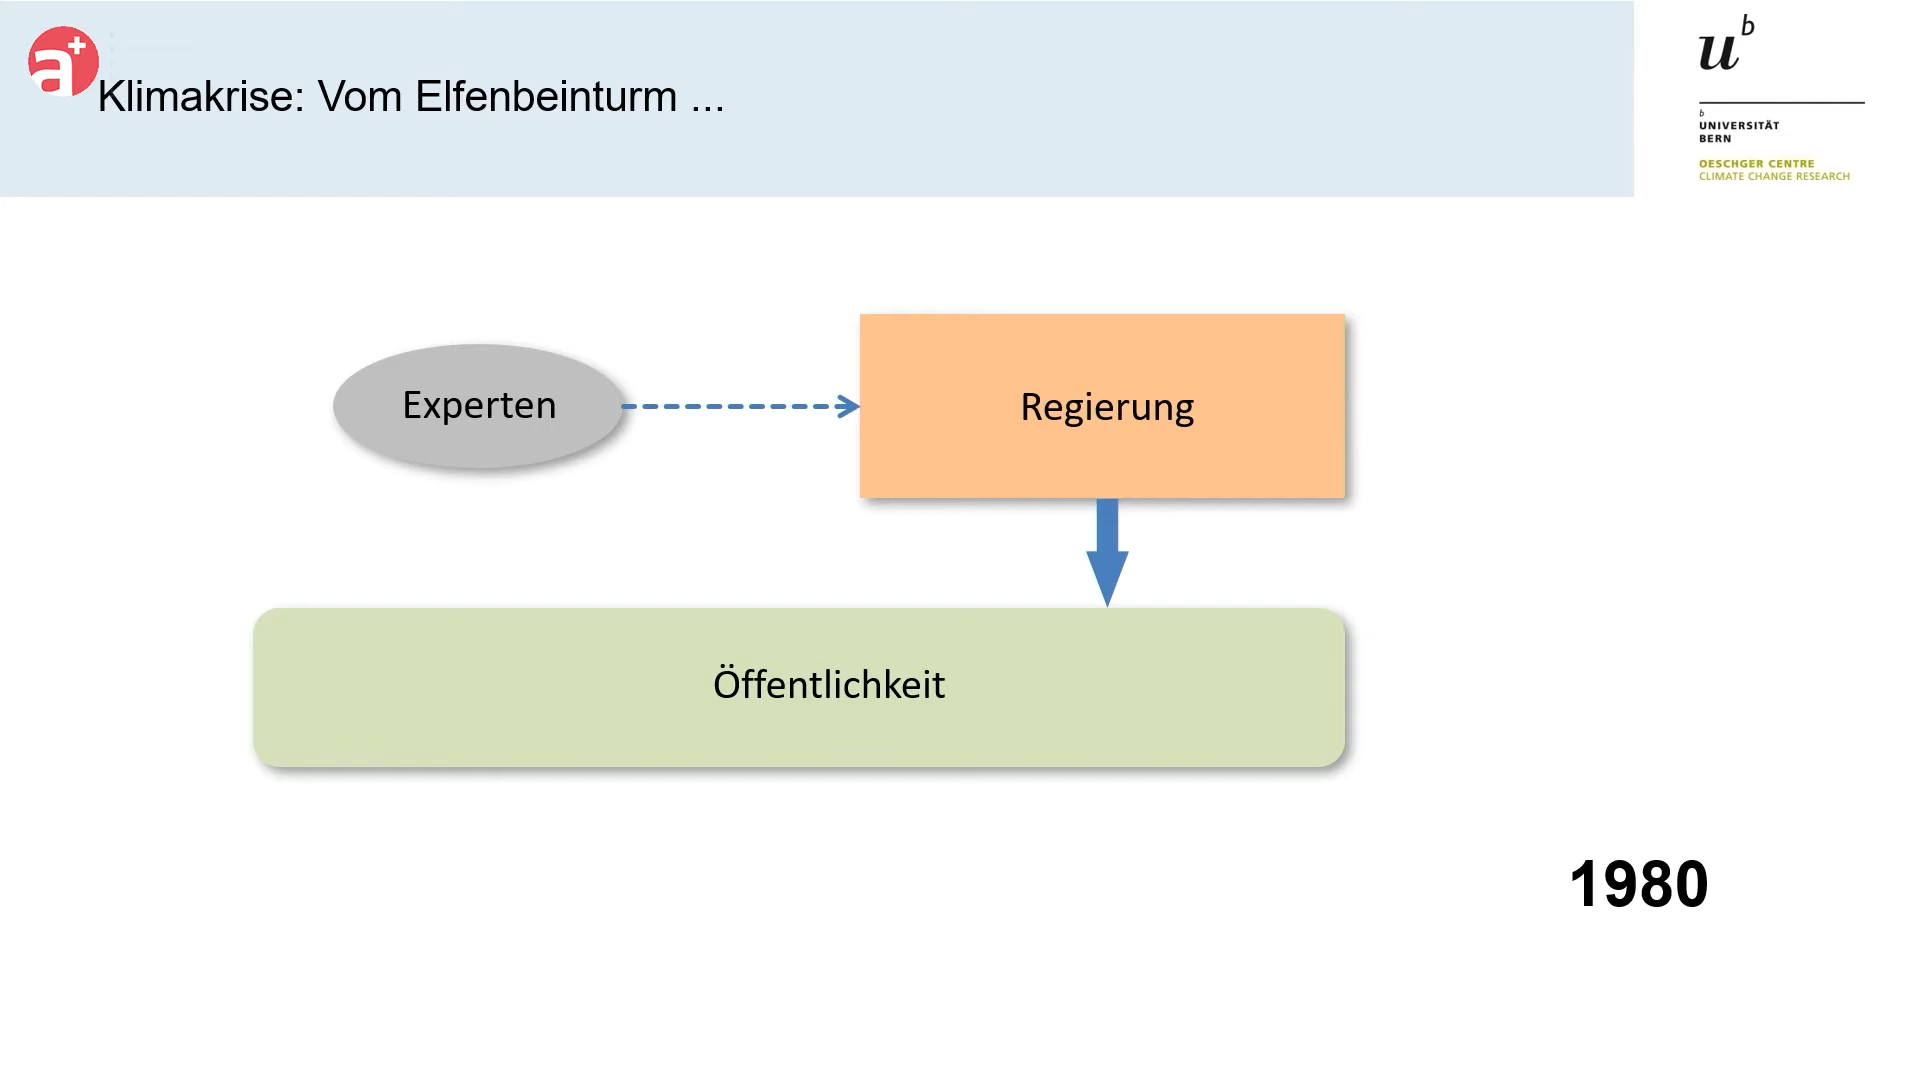 a+
Klimakrise: Vom Elfenbeinturm ...
u^b
b
UNIVERSITÄT
BERN
OESCHGER CENTRE
CLIMATE CHANGE RESEARCH
Experten
Regierung
Öffentlichkeit
1980